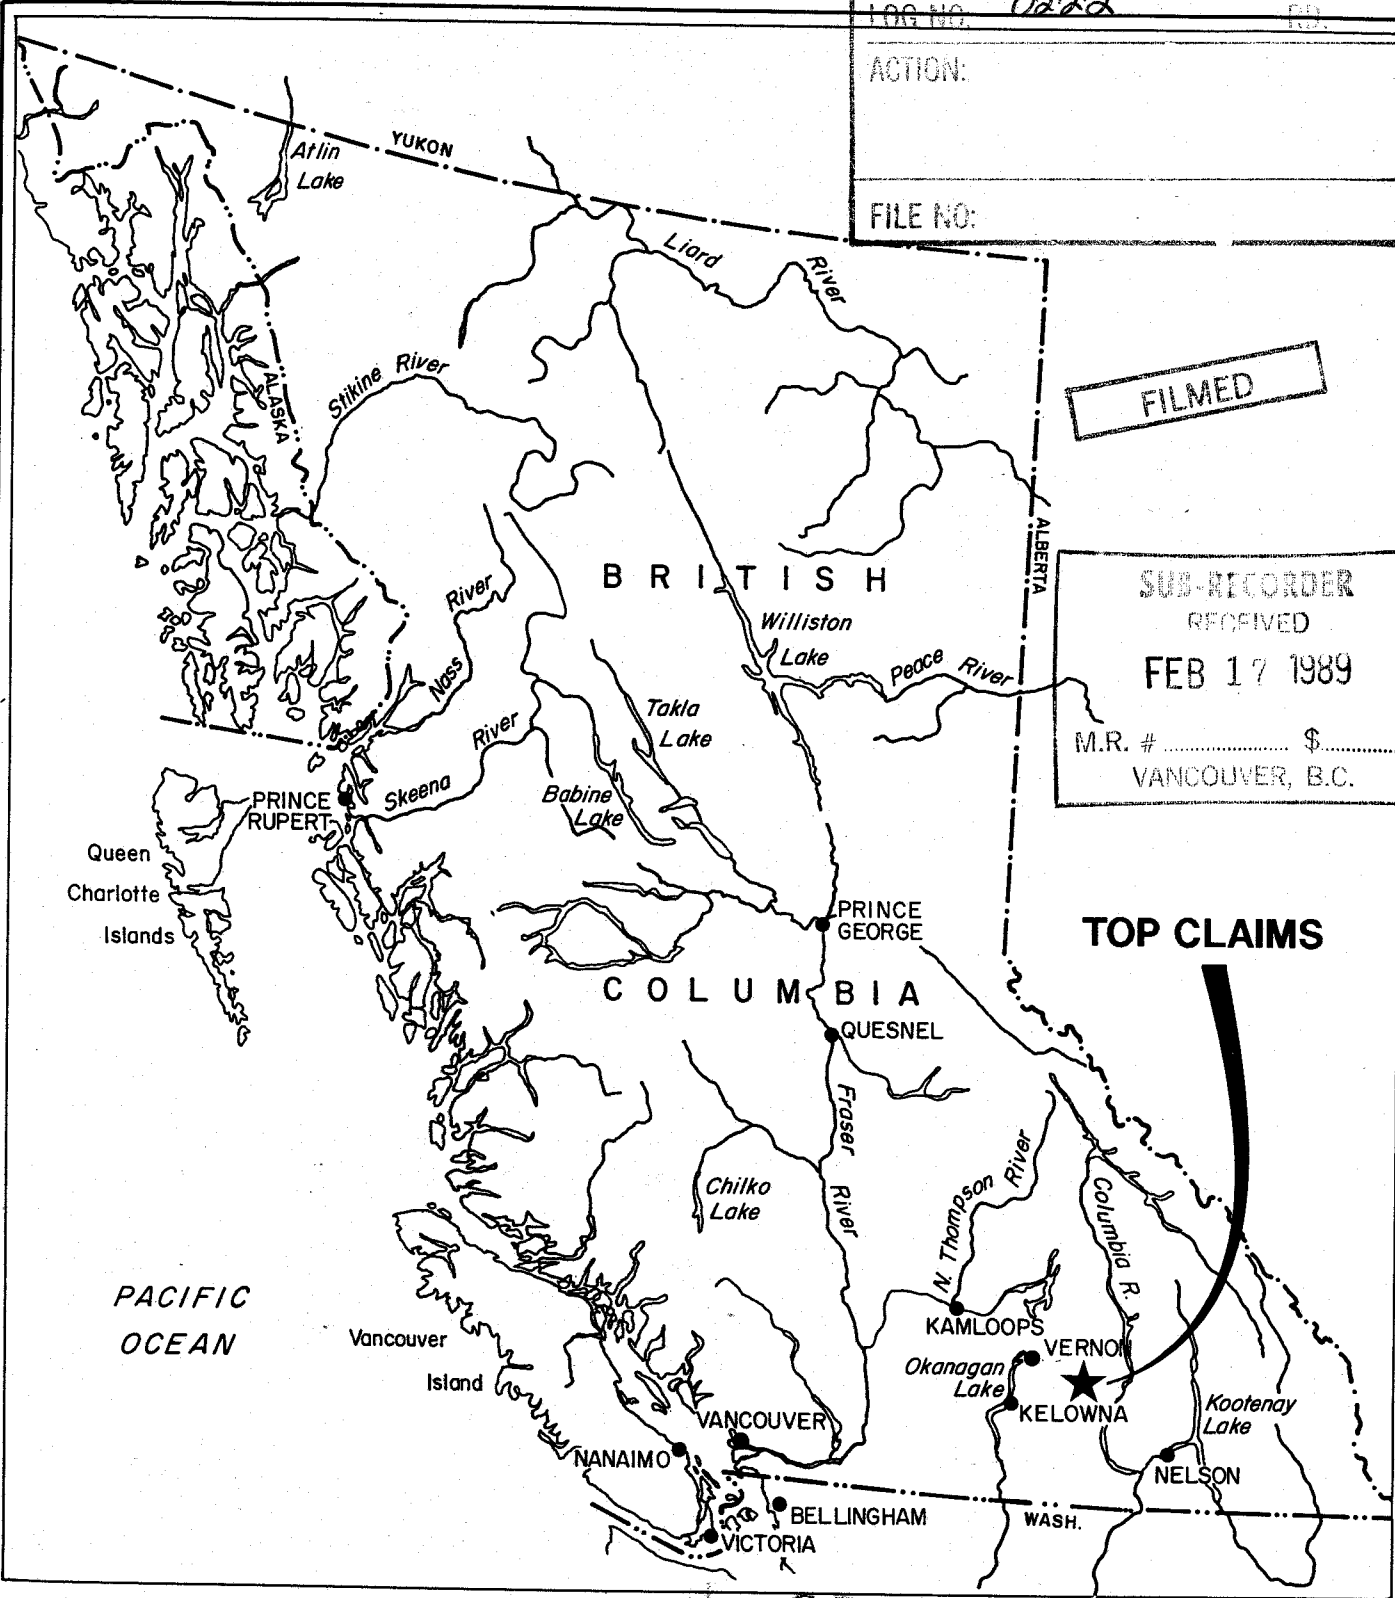 LOG NO. 0222 RD.
ACTION:
FILE NO:
YUKON
Atlin
Lake
Liard River
Stikine River
ALASKA
FILMED
ALBERTA
BRITISH
SUB-RECORDER
RECEIVED
FEB 17 1989
M.R. # ........ $........
VANCOUVER, B.C.
Williston
Lake
Peace River
Nass River
Takla
Lake
Skeena River
Babine
Lake
PRINCE
RUPERT
Queen
Charlotte
Islands
PRINCE
GEORGE
TOP CLAIMS
COLUMBIA
QUESNEL
Fraser River
Chilko
Lake
N. Thompson River
Columbia R.
PACIFIC
OCEAN
Vancouver
Island
KAMLOOPS
VERNON
Okanagan
Lake
KELOWNA
Kootenay
Lake
VANCOUVER
NANAIMO
NELSON
BELLINGHAM
WASH.
VICTORIA